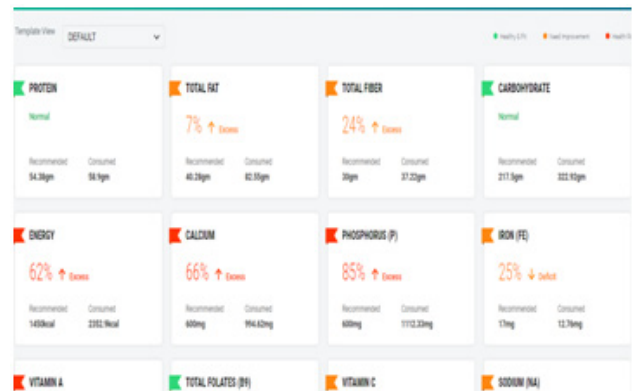 Template View
DEFAULT
Healthy & Fit
Need Improvement
Health
PROTEIN
Normal
Recommended Consumed
54.38gm 58.9gm
TOTAL FAT
7% ↑ Excess
Recommended Consumed
40.28gm 82.55gm
TOTAL FIBER
24% ↑ Excess
Recommended Consumed
30gm 37.22gm
CARBOHYDRATE
Normal
Recommended Consumed
217.5gm 322.92gm
ENERGY
62% ↑ Excess
Recommended Consumed
1450kcal 2352.9kcal
CALCIUM
66% ↑ Excess
Recommended Consumed
600mg 994.62mg
PHOSPHORUS (P)
85% ↑ Excess
Recommended Consumed
600mg 1112.33mg
IRON (FE)
25% ↓ Deficit
Recommended Consumed
17mg 12.76mg
VITAMIN A
TOTAL FOLATES (B9)
VITAMIN C
SODIUM (NA)